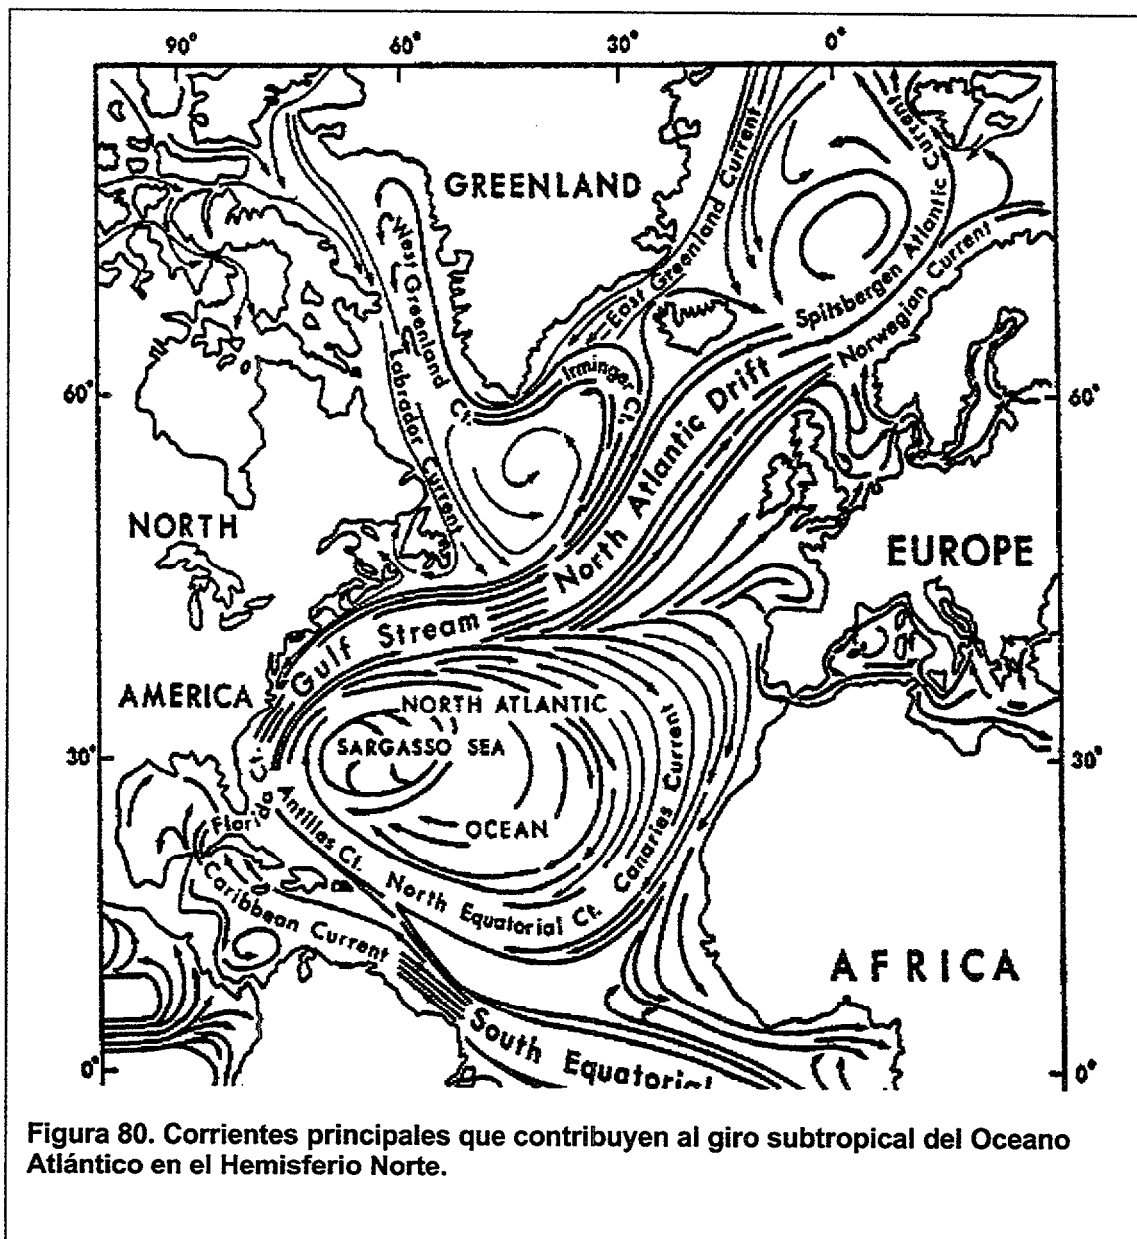 90° 60° 30° 0°
GREENLAND
West Greenland Ct.
East Greenland Current
Spitsbergen Atlantic Current
Norwegian Current
Irminger Ct.
Labrador Current
60° 60°
North Atlantic Drift
NORTH
EUROPE
Gulf Stream
AMERICA
NORTH ATLANTIC
SARGASSO SEA
30° 30°
Florida Ct.
Antilles Ct.
OCEAN
Canaries Current
North Equatorial Ct.
Caribbean Current
AFRICA
South Equatorial
0° 0°
Figura 80. Corrientes principales que contribuyen al giro subtropical del Oceano
Atlántico en el Hemisferio Norte.